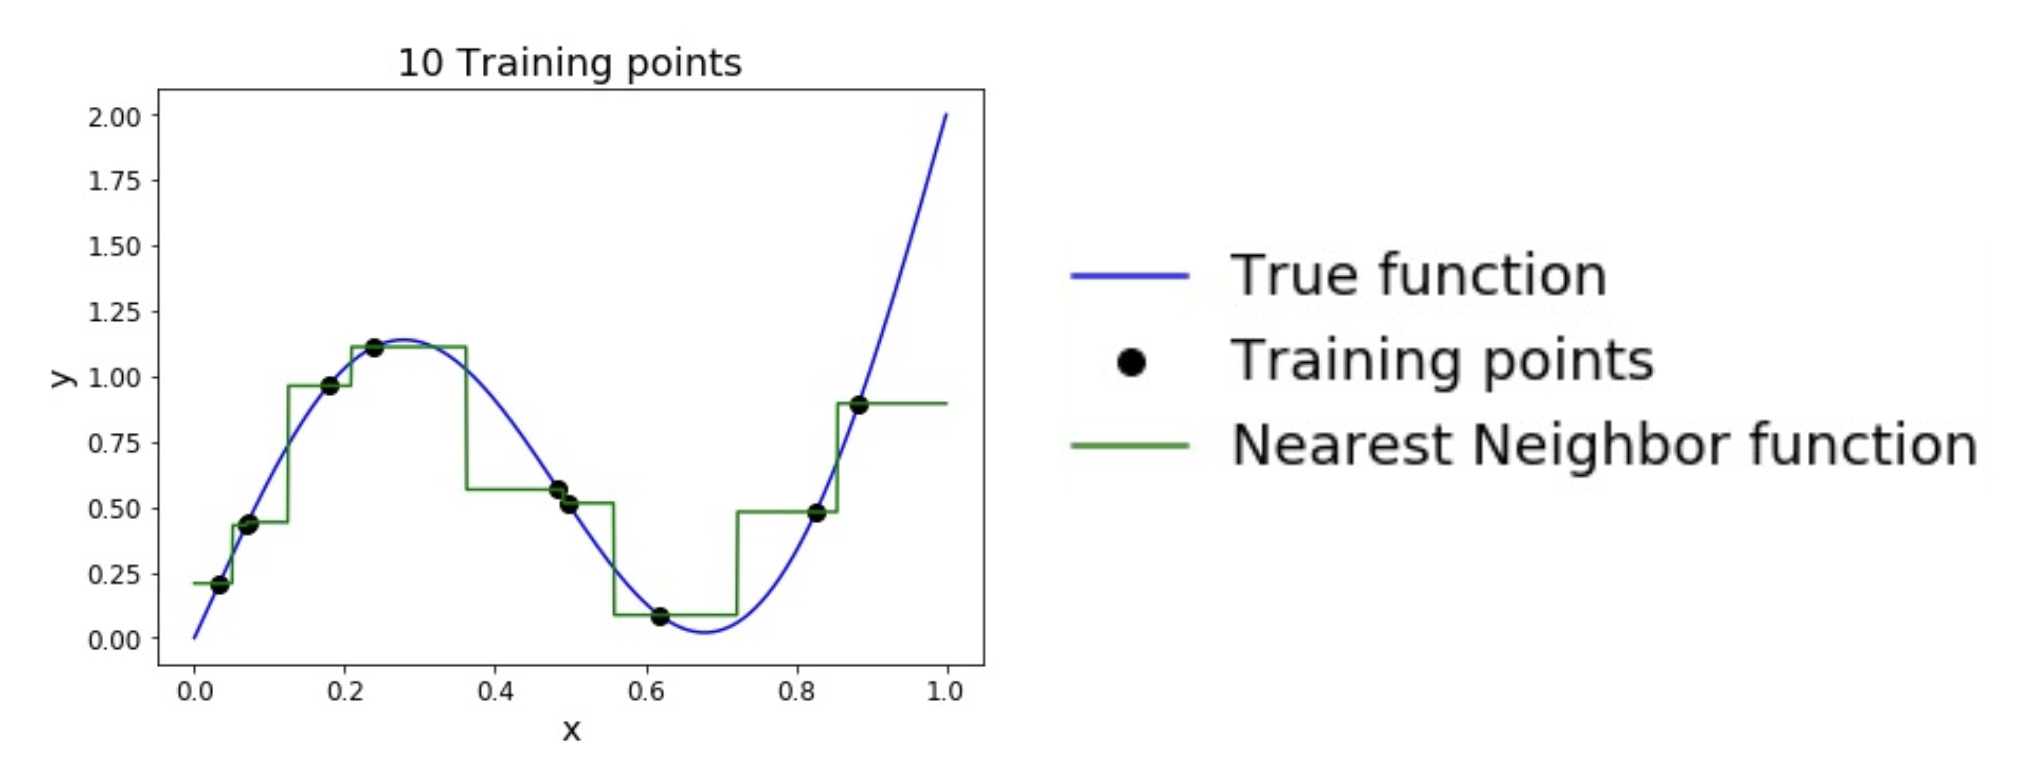 10 Training points
2.00
1.75
1.50
1.25
1.00
0.75
0.50
0.25
0.00
y
0.0 0.2 0.4 0.6 0.8 1.0
x
True function
Training points
Nearest Neighbor function